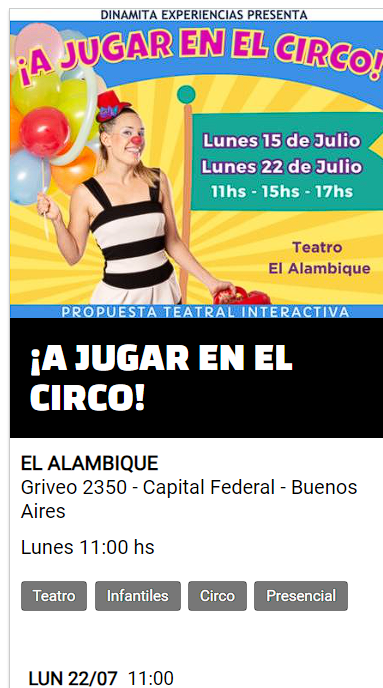 DINAMITA EXPERIENCIAS PRESENTA
¡A JUGAR EN EL CIRCO!
Lunes 15 de Julio
Lunes 22 de Julio
11hs - 15hs - 17hs
Teatro
El Alambique
PROPUESTA TEATRAL INTERACTIVA
¡A JUGAR EN EL
CIRCO!
EL ALAMBIQUE
Griveo 2350 - Capital Federal - Buenos
Aires
Lunes 11:00 hs
Teatro Infantiles Circo Presencial
LUN 22/07 11:00